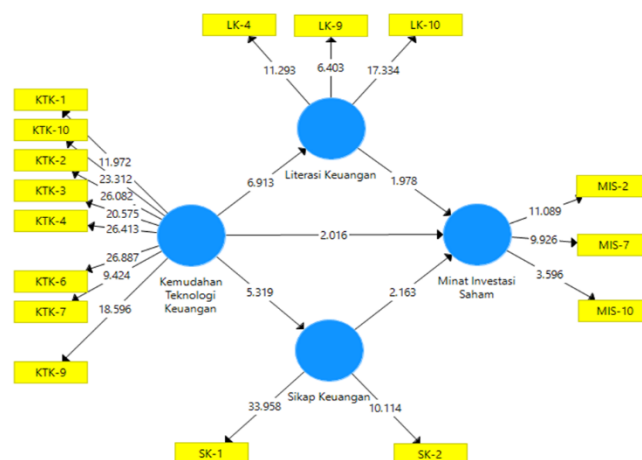 LK-4
LK-9
LK-10
11.293
6.403
17.334
Literasi Keuangan
KTK-1
KTK-10
KTK-2
KTK-3
KTK-4
KTK-6
KTK-7
KTK-9
11.972
23.312
26.082
20.575
26.413
26.887
9.424
18.596
Kemudahan
Teknologi
Keuangan
6.913
1.978
2.016
5.319
2.163
Minat Investasi
Saham
11.089
9.926
3.596
MIS-2
MIS-7
MIS-10
Sikap Keuangan
33.958
10.114
SK-1
SK-2